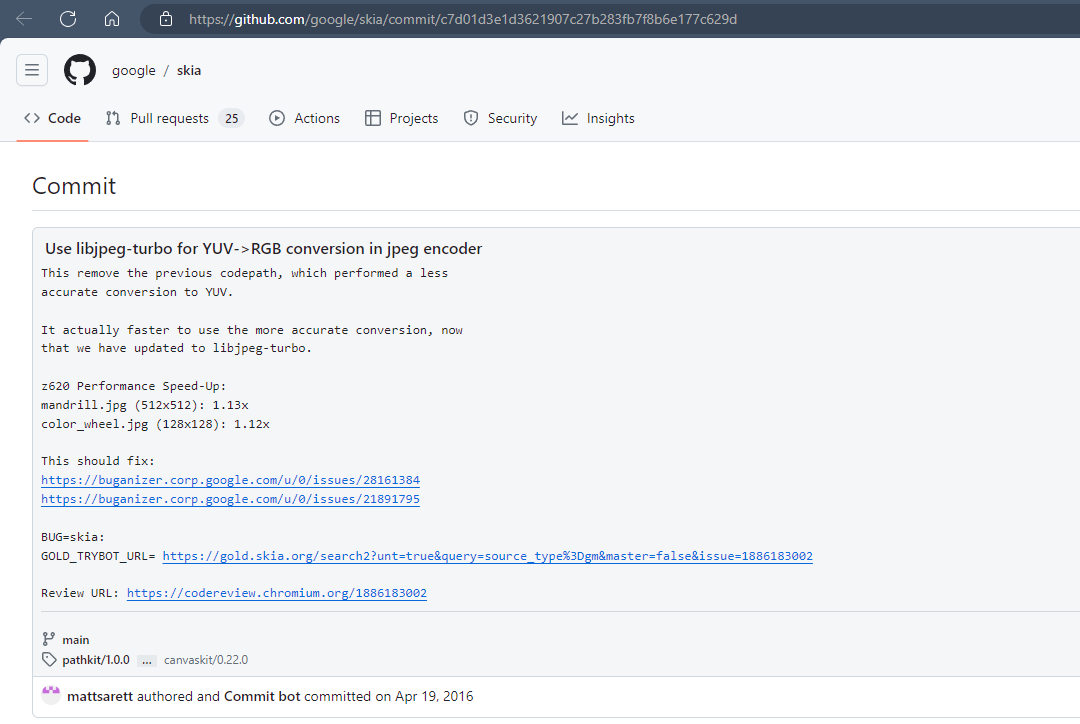 https://github.com/google/skia/commit/c7d01d3e1d3621907c27b283fb7f8b6e177c629d
google / skia
Code Pull requests 25 Actions Projects Security Insights
Commit
Use libjpeg-turbo for YUV->RGB conversion in jpeg encoder
This remove the previous codepath, which performed a less
accurate conversion to YUV.
It actually faster to use the more accurate conversion, now
that we have updated to libjpeg-turbo.
z620 Performance Speed-Up:
mandrill.jpg (512x512): 1.13x
color_wheel.jpg (128x128): 1.12x
This should fix:
https://buganizer.corp.google.com/u/0/issues/28161384
https://buganizer.corp.google.com/u/0/issues/21891795
BUG=skia:
GOLD_TRYBOT_URL= https://gold.skia.org/search2?unt=true&query=source_type%3Dgm&master=false&issue=1886183002
Review URL: https://codereview.chromium.org/1886183002
main
pathkit/1.0.0 ... canvaskit/0.22.0
mattsarett authored and Commit bot committed on Apr 19, 2016